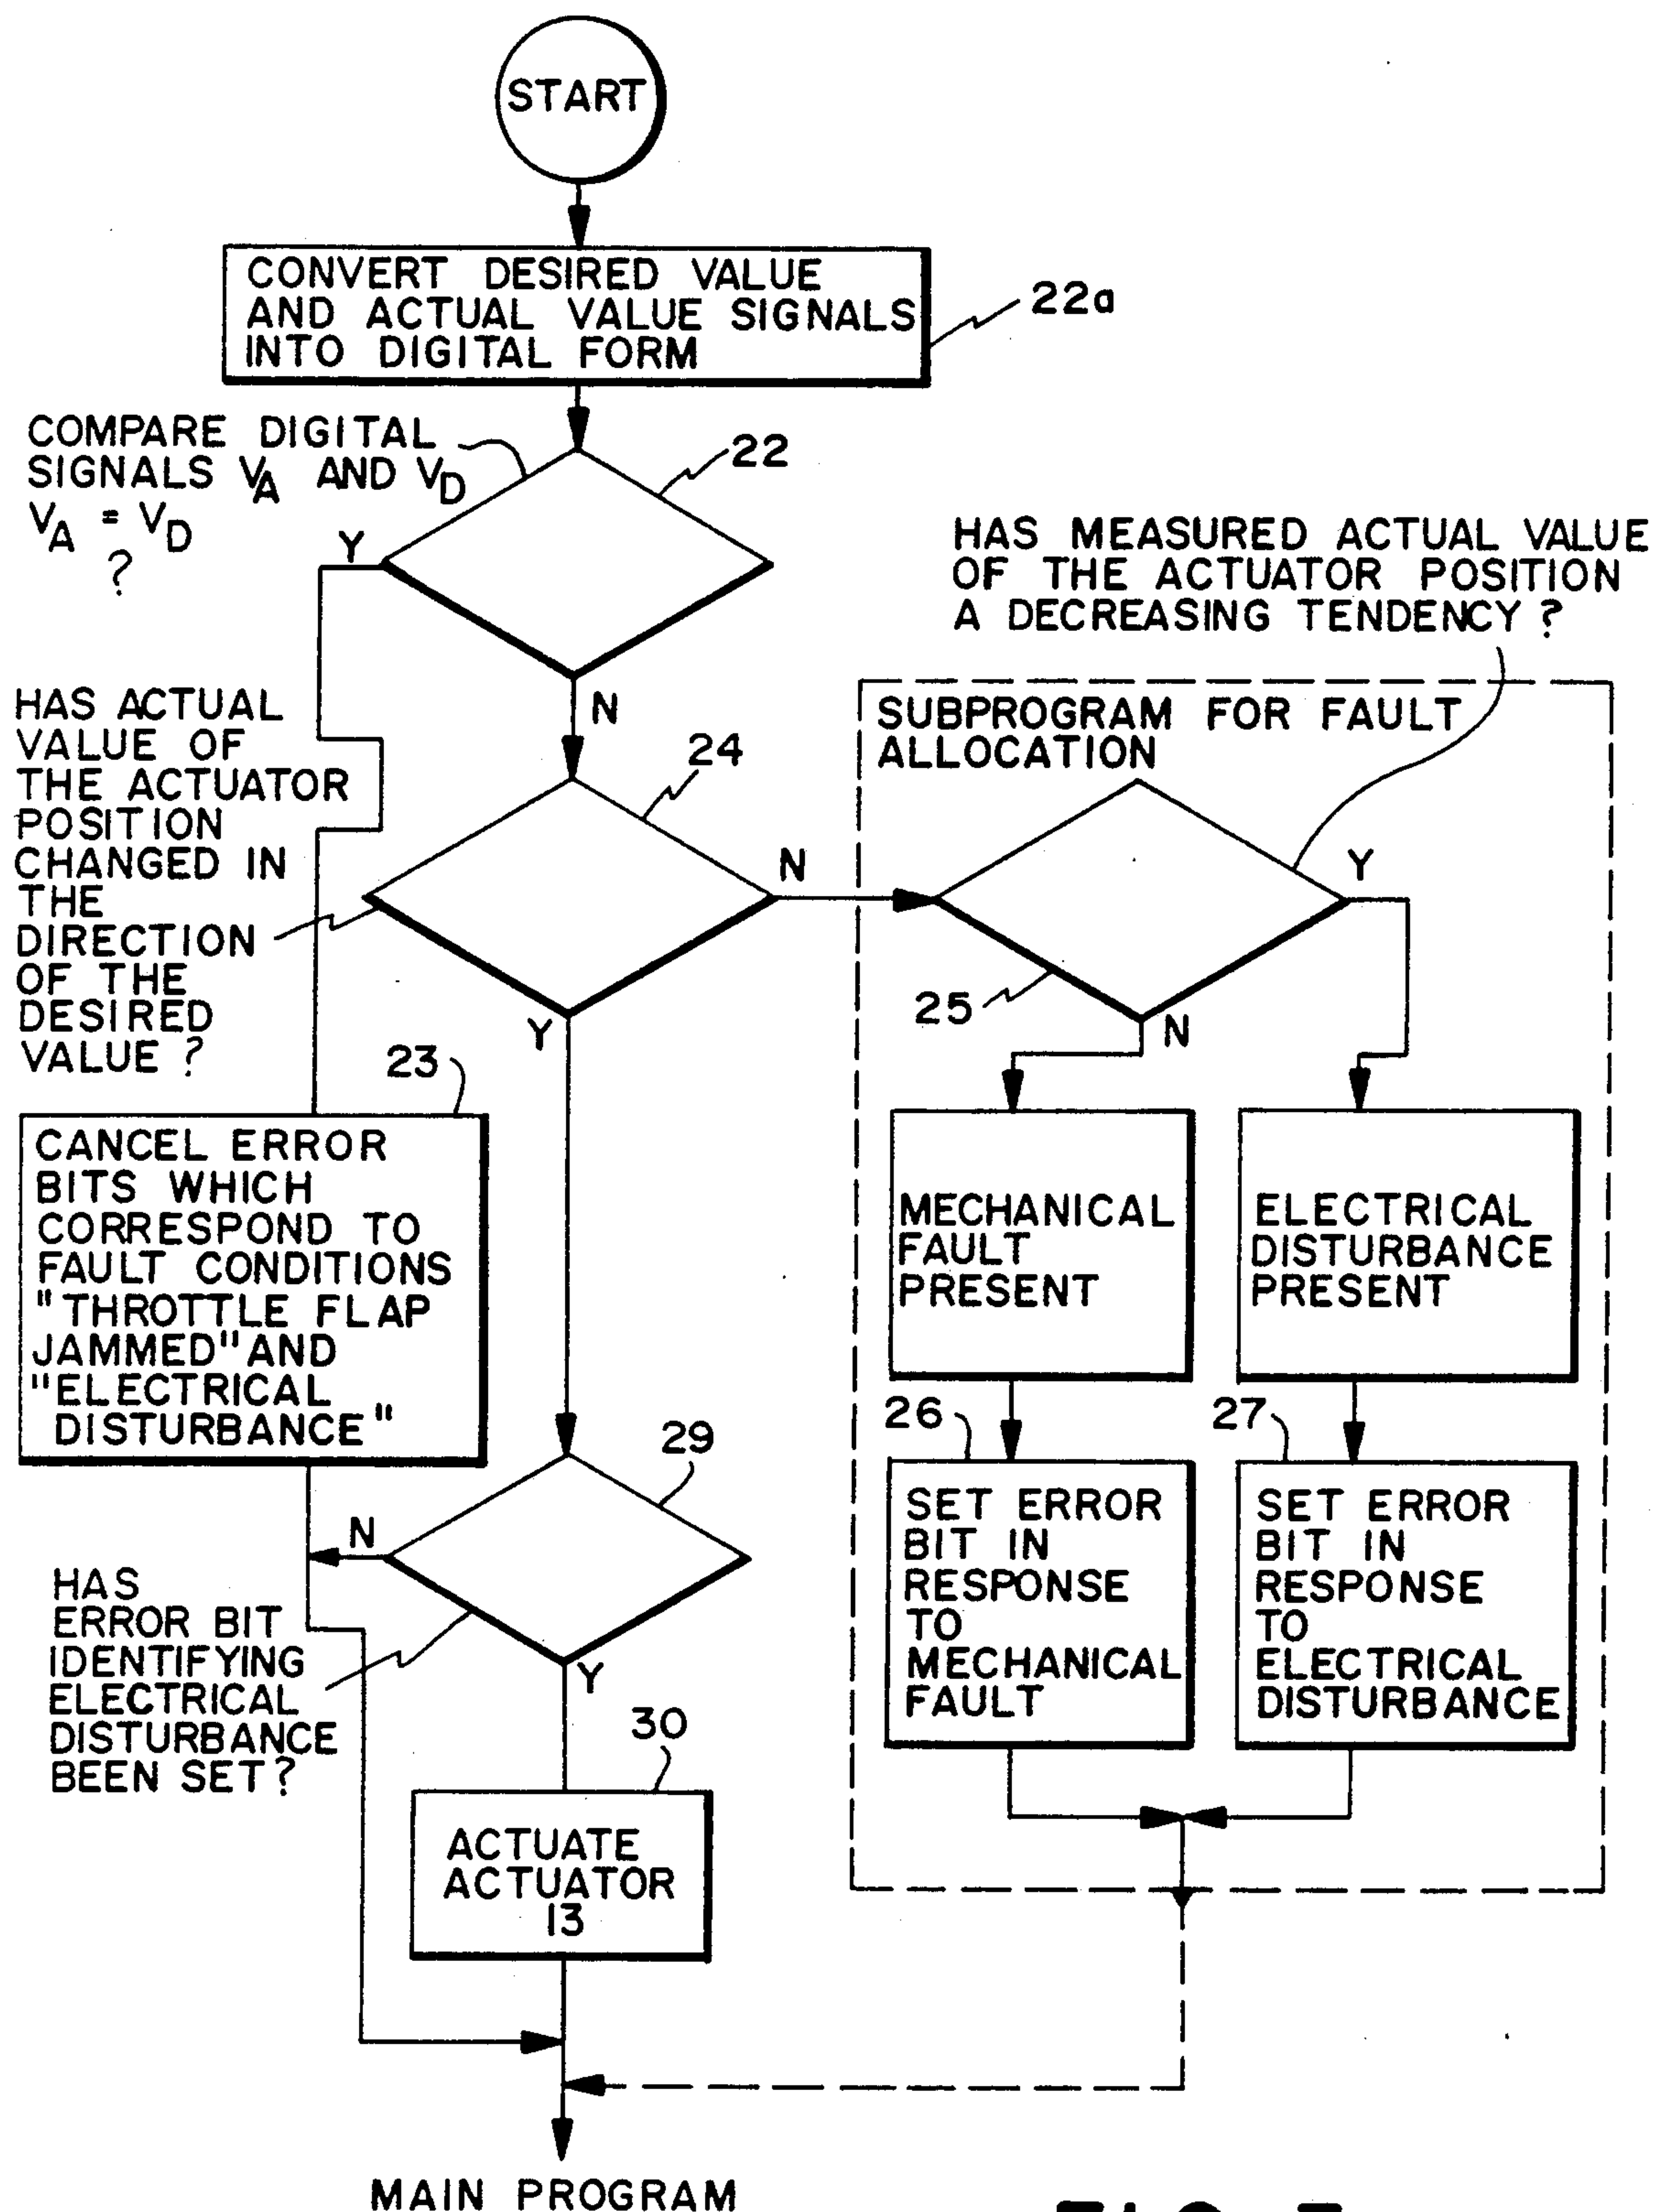 START
CONVERT DESIRED VALUE
AND ACTUAL VALUE SIGNALS
INTO DIGITAL FORM
22a
COMPARE DIGITAL
SIGNALS VA AND VD
VA = VD
?
22
Y
N
HAS MEASURED ACTUAL VALUE
OF THE ACTUATOR POSITION
A DECREASING TENDENCY ?
HAS ACTUAL
VALUE OF
THE ACTUATOR
POSITION
CHANGED IN
THE
DIRECTION
OF THE
DESIRED
VALUE ?
24
N
Y
SUBPROGRAM FOR FAULT
ALLOCATION
Y
25
N
23
CANCEL ERROR
BITS WHICH
CORRESPOND TO
FAULT CONDITIONS
"THROTTLE FLAP
JAMMED" AND
"ELECTRICAL
DISTURBANCE"
MECHANICAL
FAULT
PRESENT
ELECTRICAL
DISTURBANCE
PRESENT
26
SET ERROR
BIT IN
RESPONSE
TO
MECHANICAL
FAULT
27
SET ERROR
BIT IN
RESPONSE
TO
ELECTRICAL
DISTURBANCE
29
N
HAS
ERROR BIT
IDENTIFYING
ELECTRICAL
DISTURBANCE
BEEN SET?
Y
30
ACTUATE
ACTUATOR
13
MAIN PROGRAM